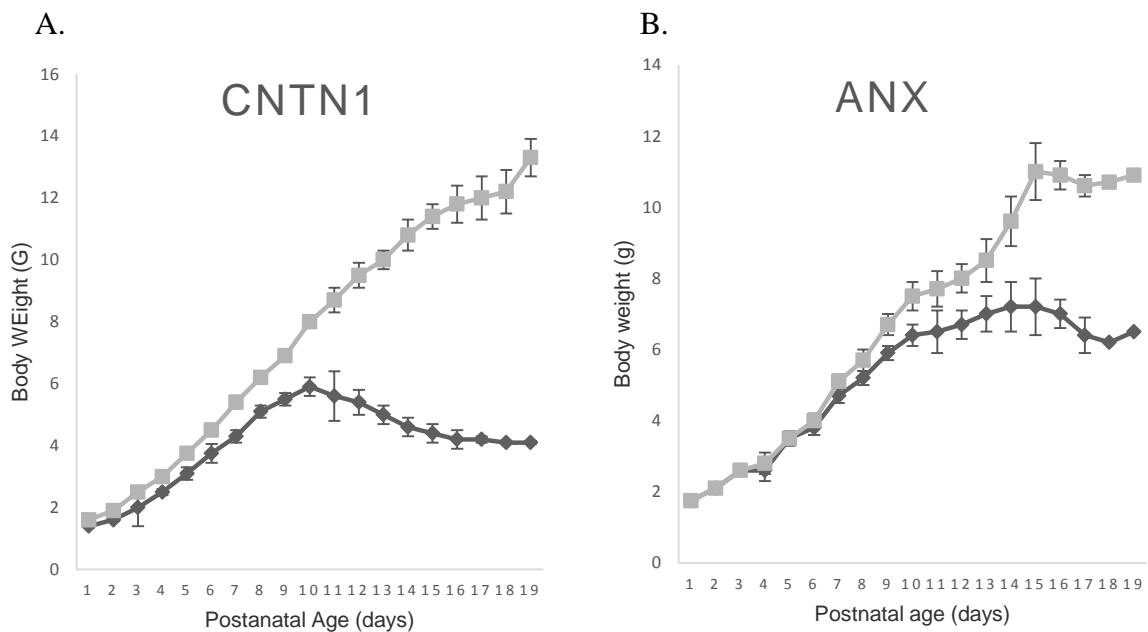 A.
CNTN1
Body WEight (G)
16
14
12
10
8
6
4
2
0
1 2 3 4 5 6 7 8 9 10 11 12 13 14 15 16 17 18 19
Postanatal Age (days)
B.
ANX
Body weight (g)
14
12
10
8
6
4
2
0
1 2 3 4 5 6 7 8 9 10 11 12 13 14 15 16 17 18 19
Postnatal age (days)